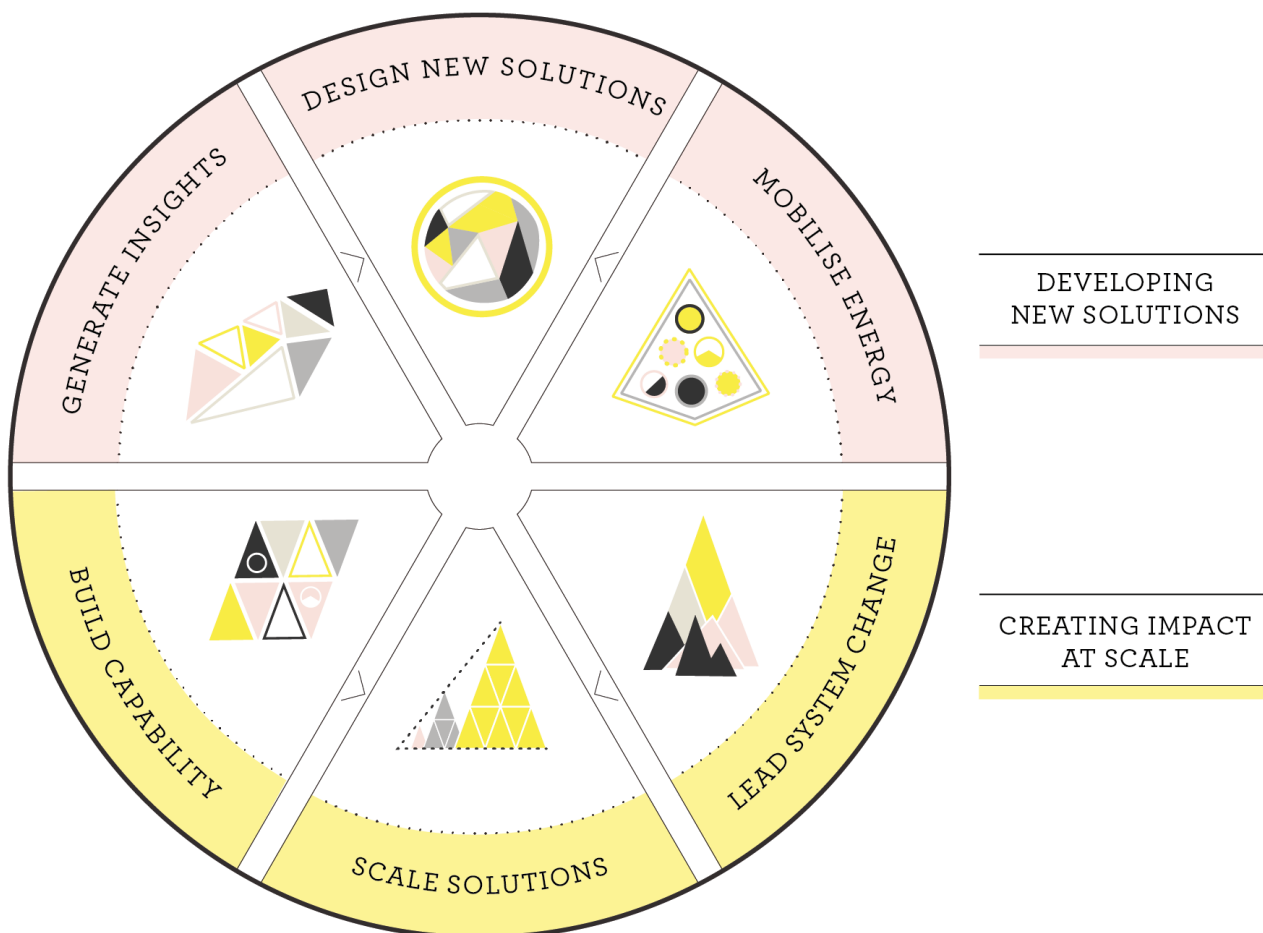 DESIGN NEW SOLUTIONS
GENERATE INSIGHTS
MOBILISE ENERGY
DEVELOPING
NEW SOLUTIONS
BUILD CAPABILITY
SCALE SOLUTIONS
LEAD SYSTEM CHANGE
CREATING IMPACT
AT SCALE